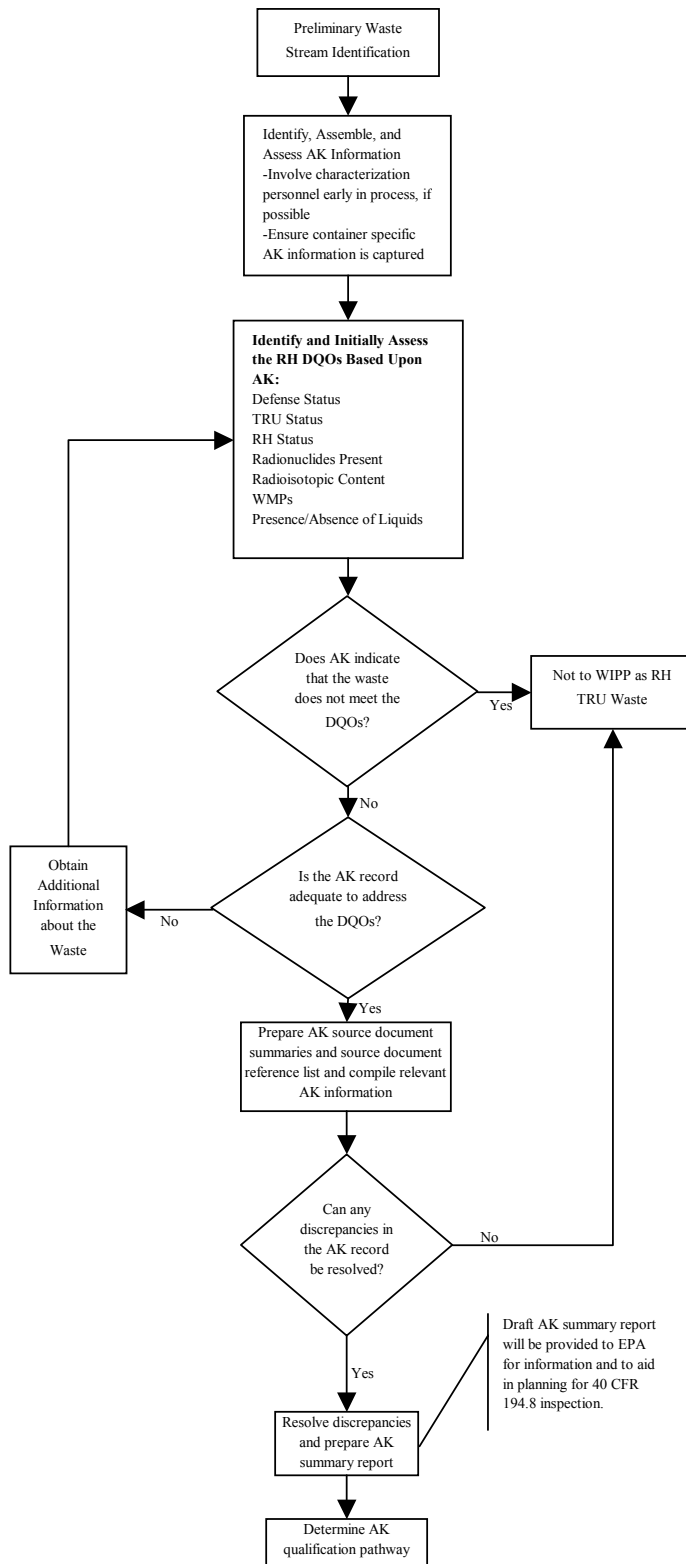 Preliminary Waste
Stream Identification
Identify, Assemble, and
Assess AK Information
-Involve characterization
personnel early in process, if
possible
-Ensure container specific
AK information is captured
Identify and Initially Assess
the RH DQOs Based Upon
AK:
Defense Status
TRU Status
RH Status
Radionuclides Present
Radioisotopic Content
WMPs
Presence/Absence of Liquids
Does AK indicate
that the waste
does not meet the
DQOs?
Yes
Not to WIPP as RH
TRU Waste
No
Is the AK record
adequate to address
the DQOs?
No
Obtain
Additional
Information
about the
Waste
Yes
Prepare AK source document
summaries and source document
reference list and compile relevant
AK information
Can any
discrepancies in
the AK record
be resolved?
No
Yes
Draft AK summary report
will be provided to EPA
for information and to aid
in planning for 40 CFR
194.8 inspection.
Resolve discrepancies
and prepare AK
summary report
Determine AK
qualification pathway